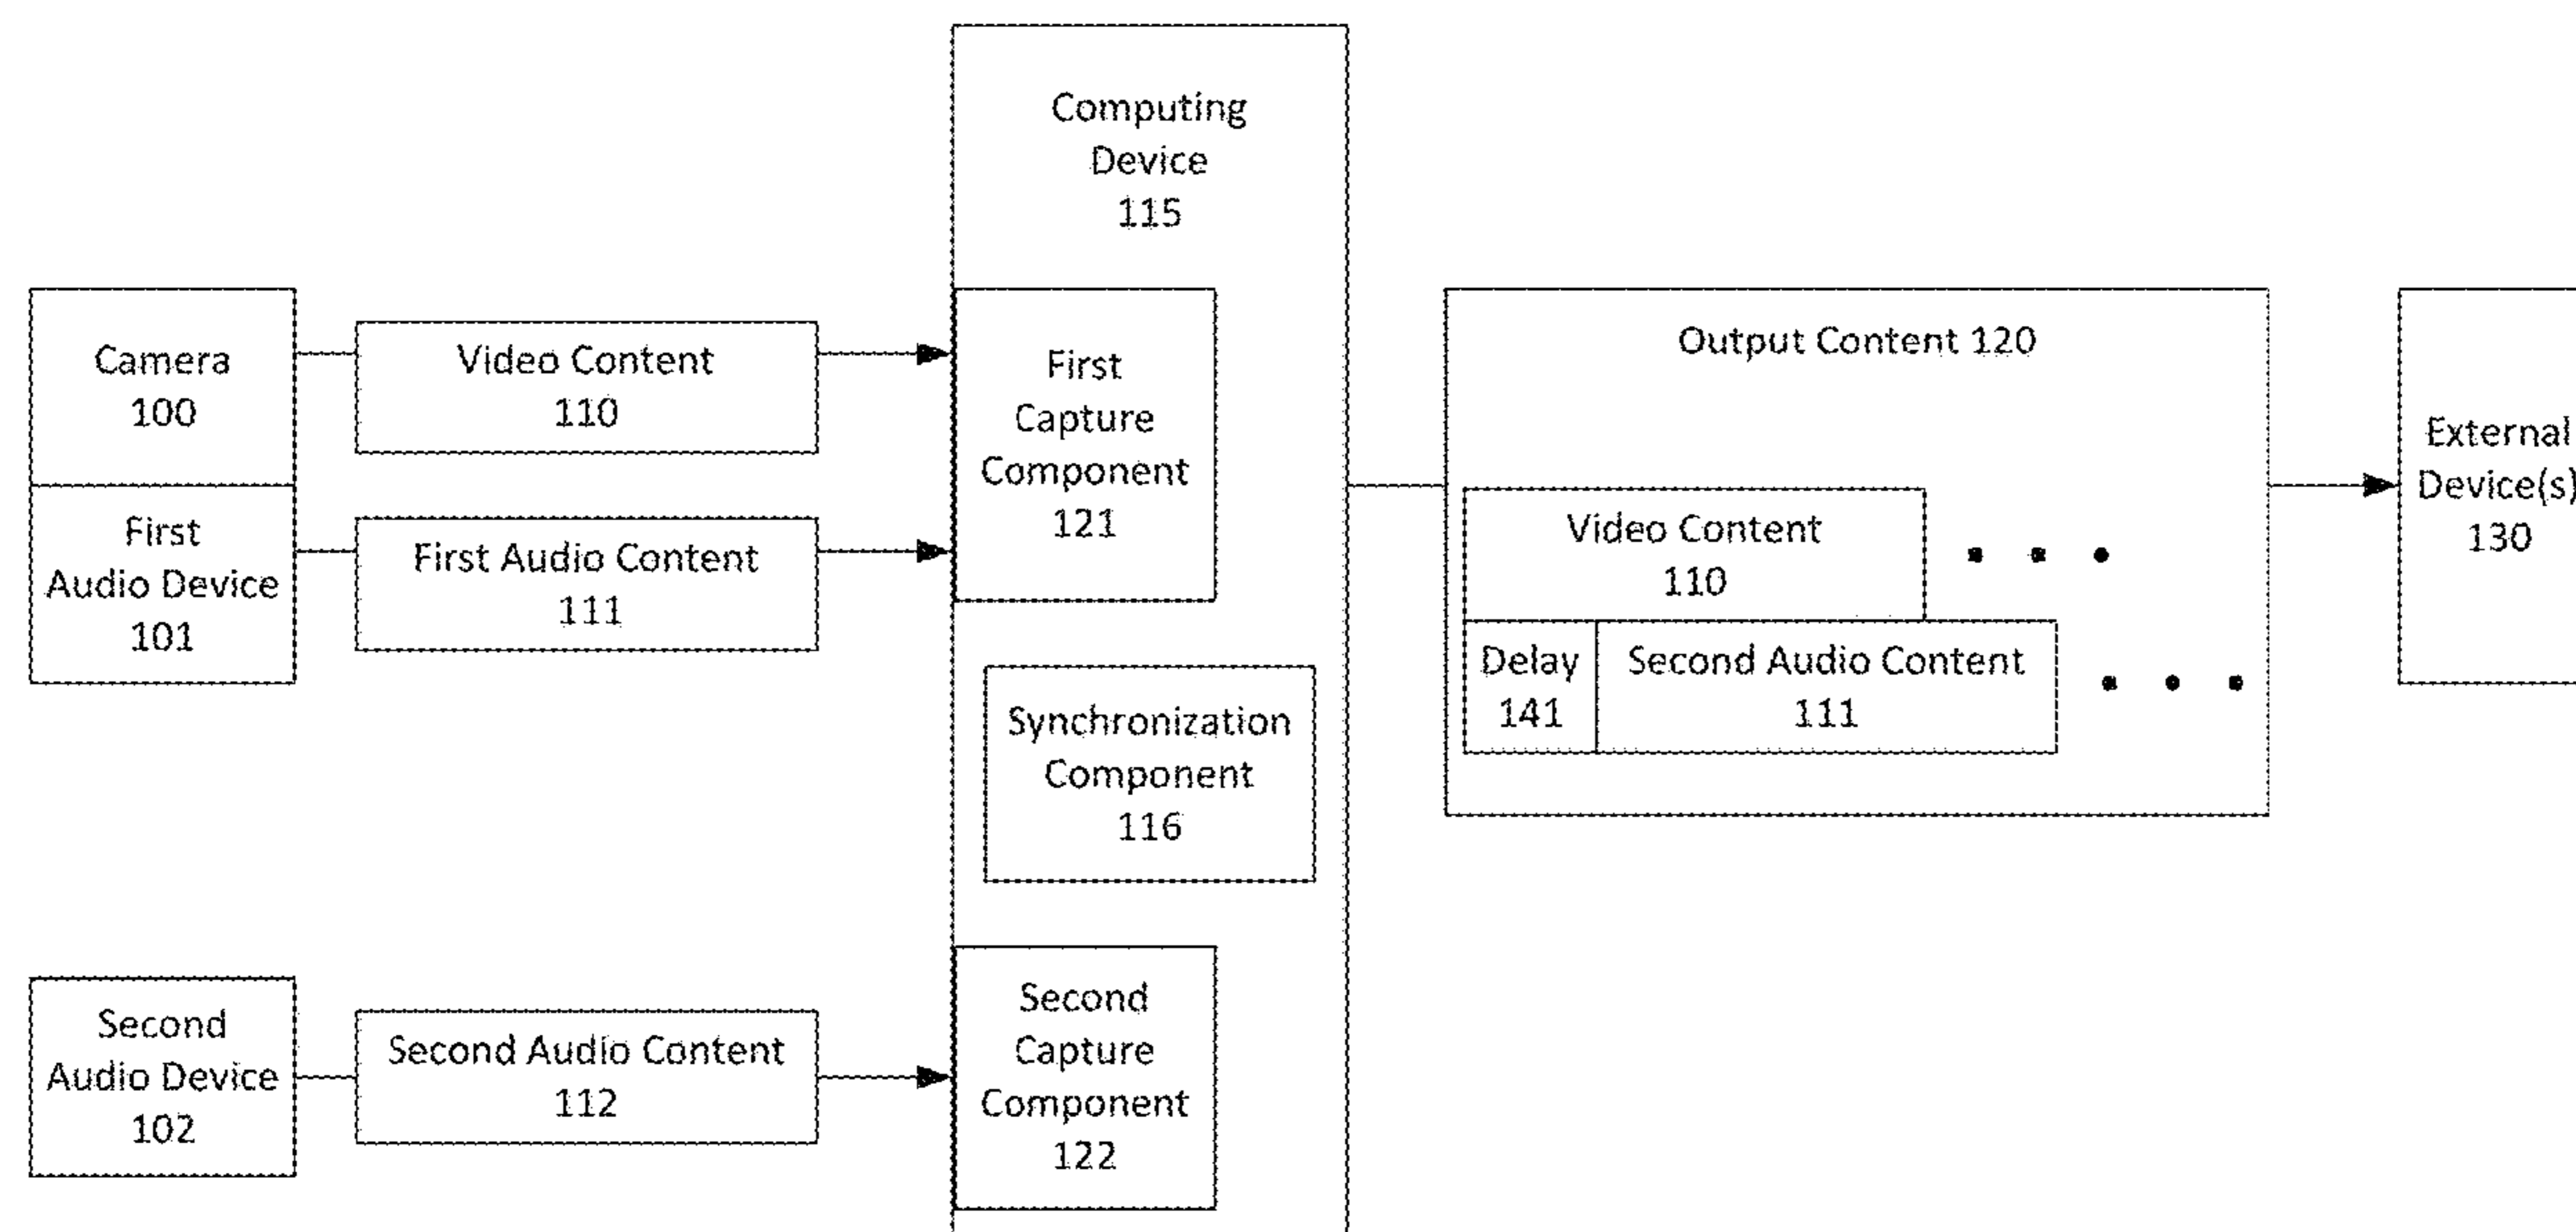 Computing
Device
115
Camera
100
First
Audio Device
101
Video Content
110
First Audio Content
111
First
Capture
Component
121
Synchronization
Component
116
Second
Audio Device
102
Second Audio Content
112
Second
Capture
Component
122
Output Content 120
Video Content
110
Delay
141
Second Audio Content
111
External
Device(s)
130